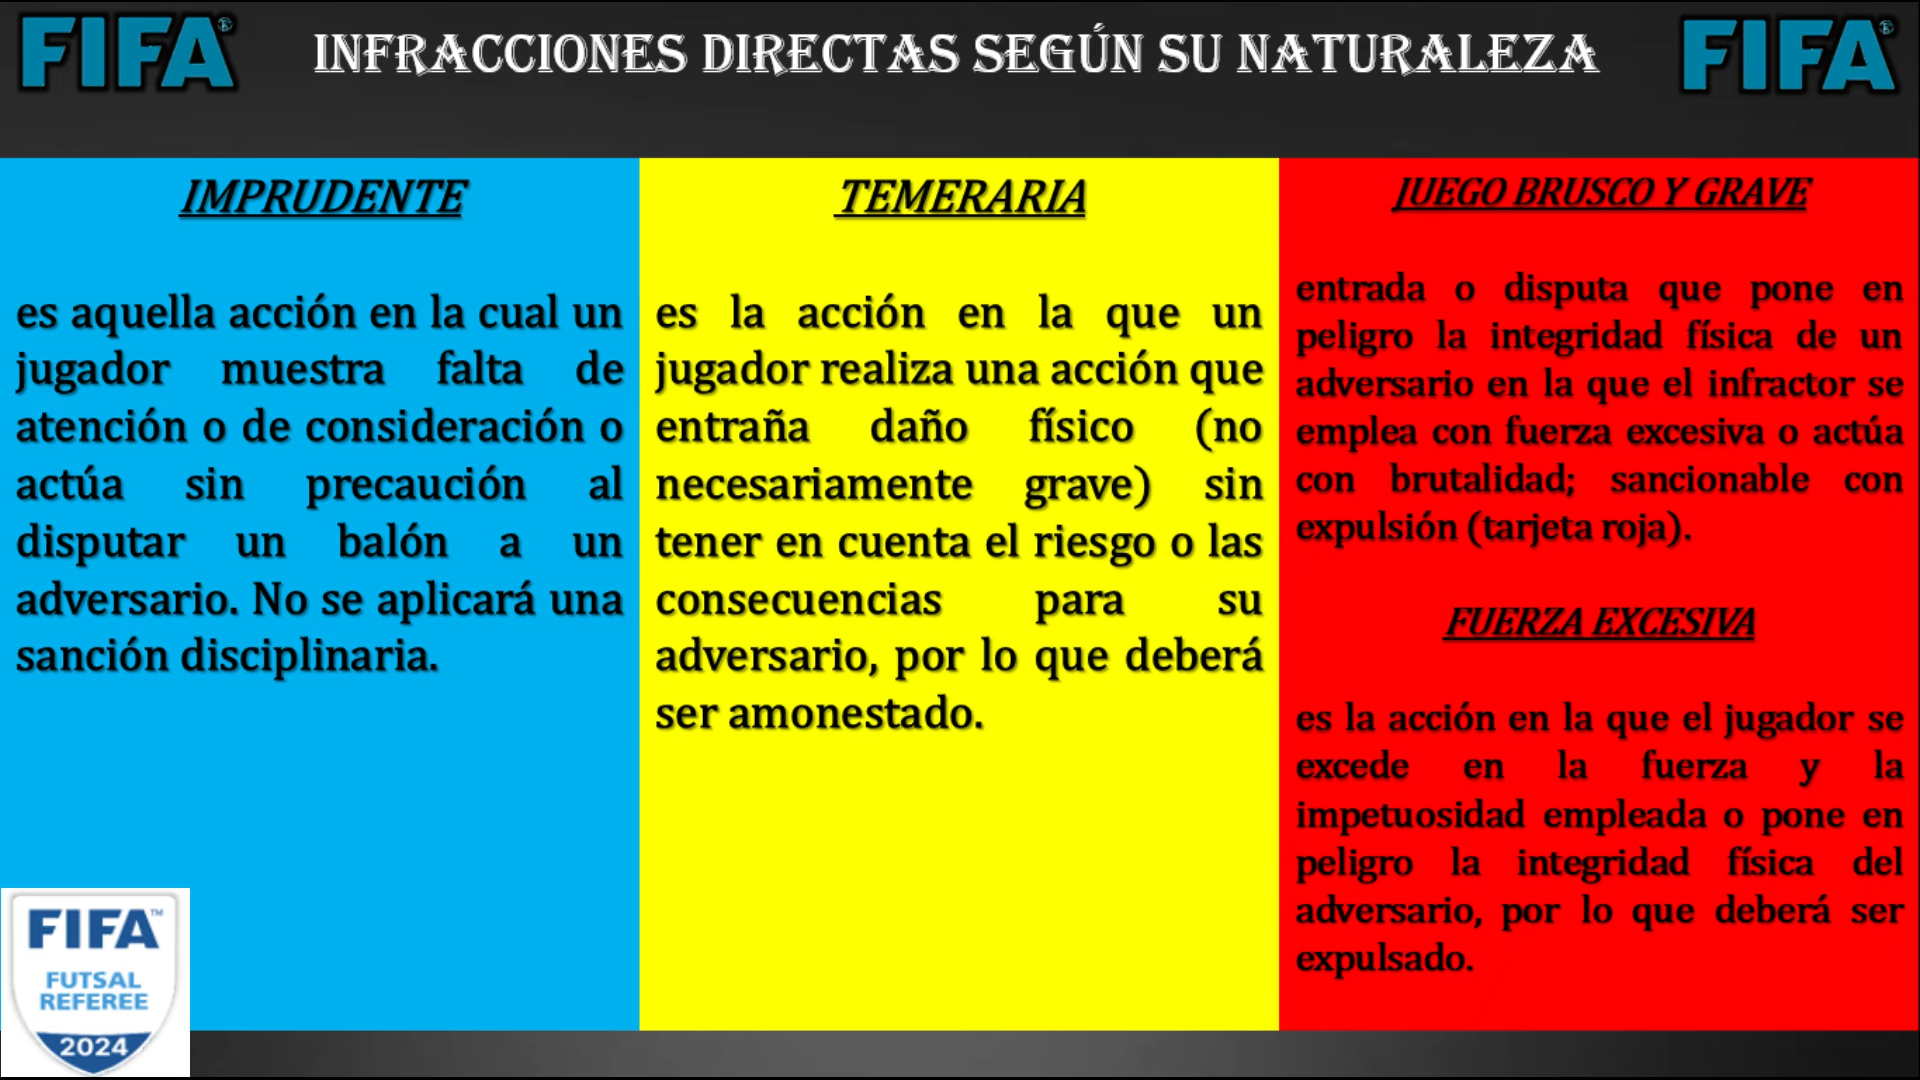 FIFA®
INFRACCIONES DIRECTAS SEGÚN SU NATURALEZA
FIFA®
IMPRUDENTE
es aquella acción en la cual un
jugador muestra falta de
atención o de consideración o
actúa sin precaución al
disputar un balón a un
adversario. No se aplicará una
sanción disciplinaria.
TEMERARIA
es la acción en la que un
jugador realiza una acción que
entraña daño físico (no
necesariamente grave) sin
tener en cuenta el riesgo o las
consecuencias para su
adversario, por lo que deberá
ser amonestado.
JUEGO BRUSCO Y GRAVE
entrada o disputa que pone en
peligro la integridad física de un
adversario en la que el infractor se
emplea con fuerza excesiva o actúa
con brutalidad; sancionable con
expulsión (tarjeta roja).
FUERZA EXCESIVA
es la acción en la que el jugador se
excede en la fuerza y la
impetuosidad empleada o pone en
peligro la integridad física del
adversario, por lo que deberá ser
expulsado.
FIFA™
FUTSAL
REFEREE
2024